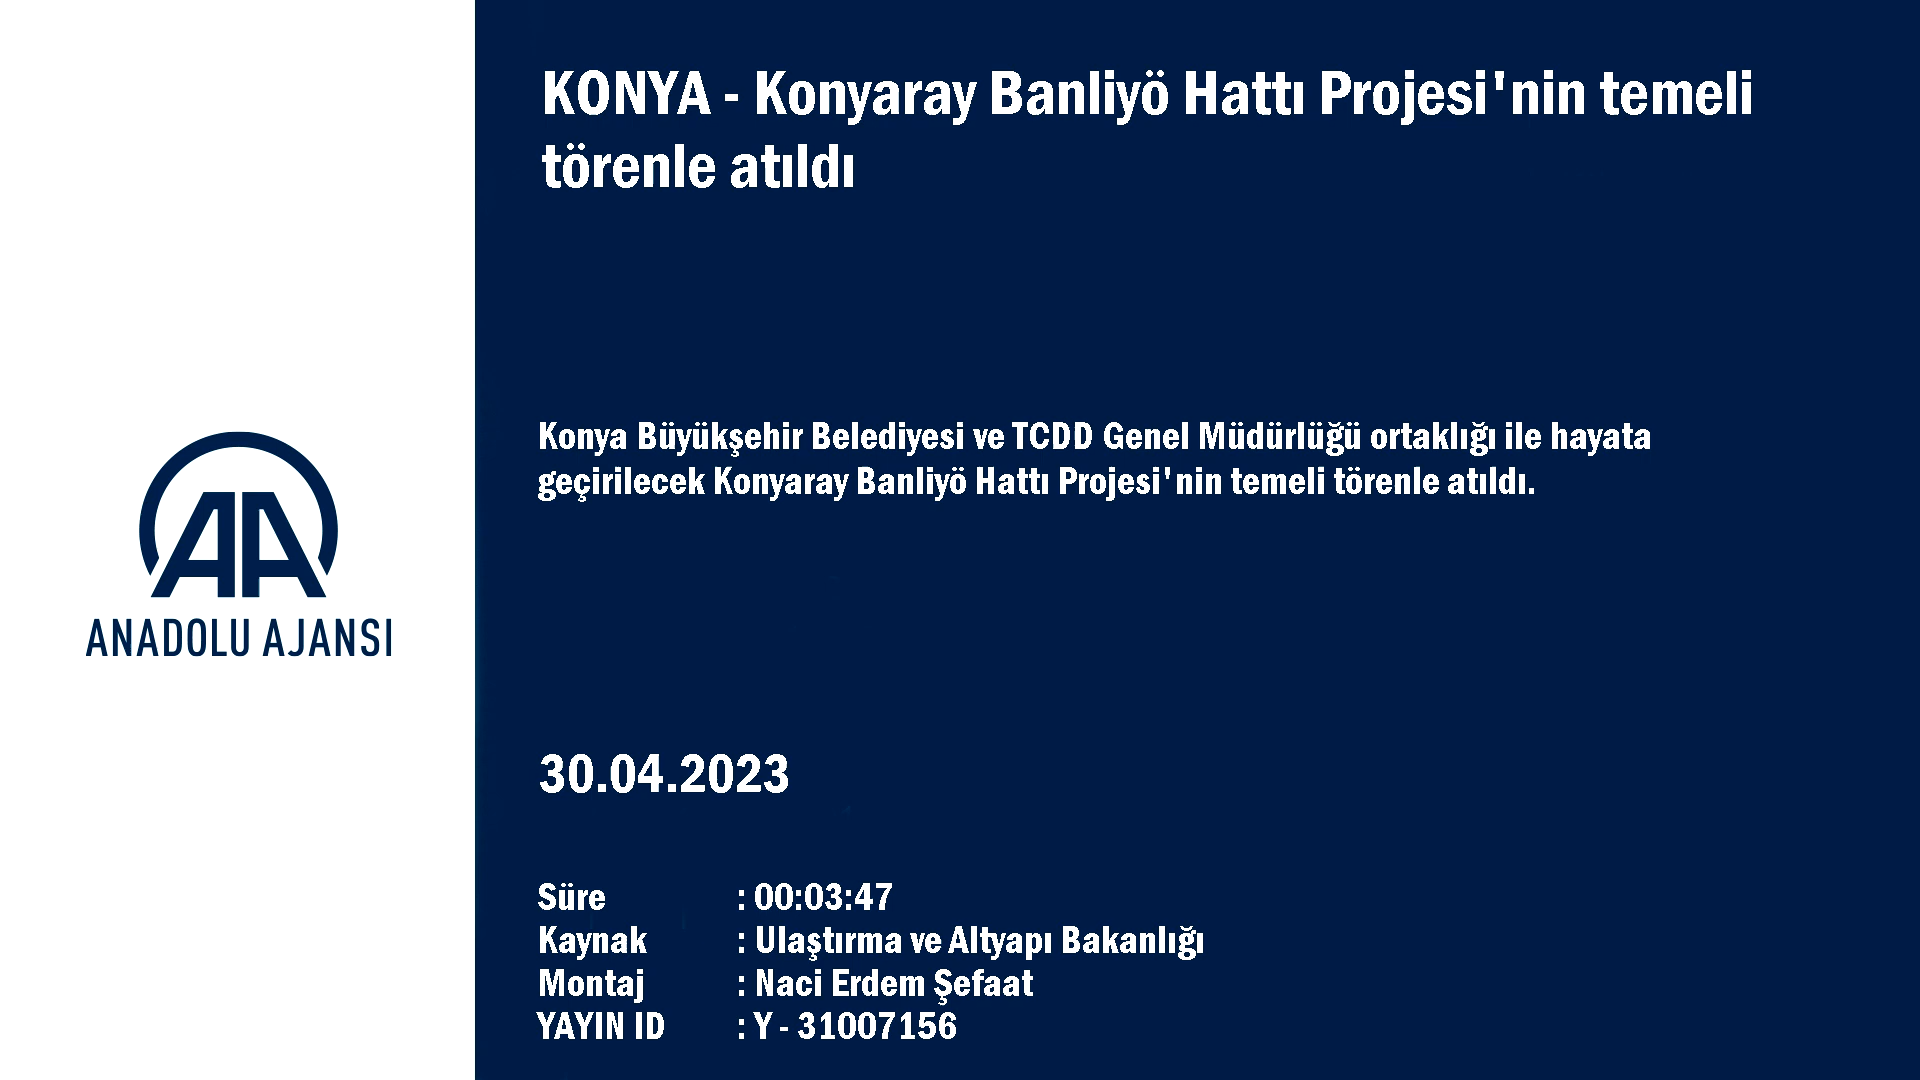 KONYA - Konyaray Banliyö Hattı Projesi'nin temeli
törenle atıldı
Konya Büyükşehir Belediyesi ve TCDD Genel Müdürlüğü ortaklığı ile hayata
geçirilecek Konyaray Banliyö Hattı Projesi'nin temeli törenle atıldı.
AA
ANADOLU AJANSI
30.04.2023
Süre : 00:03:47
Kaynak : Ulaştırma ve Altyapı Bakanlığı
Montaj : Naci Erdem Şefaat
YAYIN ID : Y - 31007156